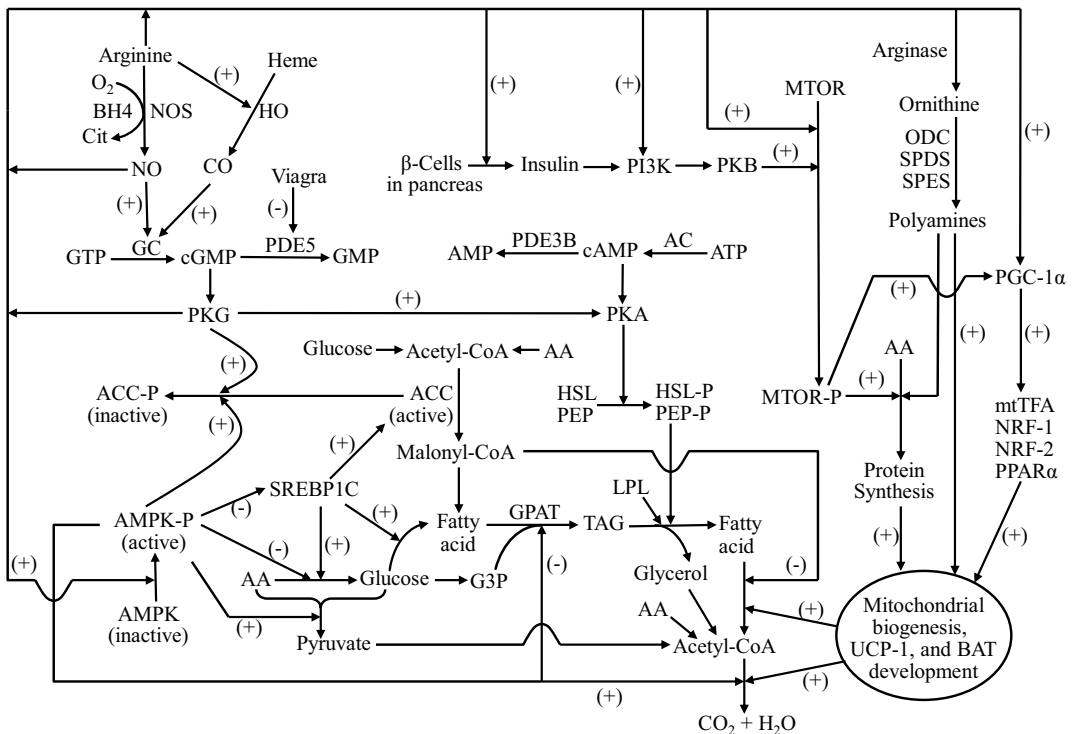 Arginine
Heme
Arginase
(+)
O2
BH4
NOS
HO
Cit
(+)
(+)
MTOR
(+)
Ornithine
(+)
ODC
SPDS
SPES
NO
CO
Viagra
β-Cells
in pancreas
Insulin
PI3K
PKB
(+)
(+)
(+)
(-)
Polyamines
GTP
GC
cGMP
PDE5
GMP
AMP
PDE3B
cAMP
AC
ATP
(+)
PGC-1α
PKG
(+)
PKA
(+)
(+)
(+)
Glucose
Acetyl-CoA
AA
AA
ACC-P
(inactive)
ACC
(active)
HSL
PEP
HSL-P
PEP-P
MTOR-P
(+)
mtTFA
NRF-1
NRF-2
PPARα
(+)
(+)
Malonyl-CoA
Protein
Synthesis
SREBP1C
LPL
(-)
AMPK-P
(active)
(+)
Fatty
acid
GPAT
TAG
Fatty
acid
(+)
(+)
(-)
(+)
(-)
(-)
(+)
AA
Glucose
G3P
Glycerol
AMPK
(inactive)
(+)
AA
(+)
Mitochondrial
biogenesis,
UCP-1, and BAT
development
Pyruvate
Acetyl-CoA
(+)
(+)
CO2 + H2O